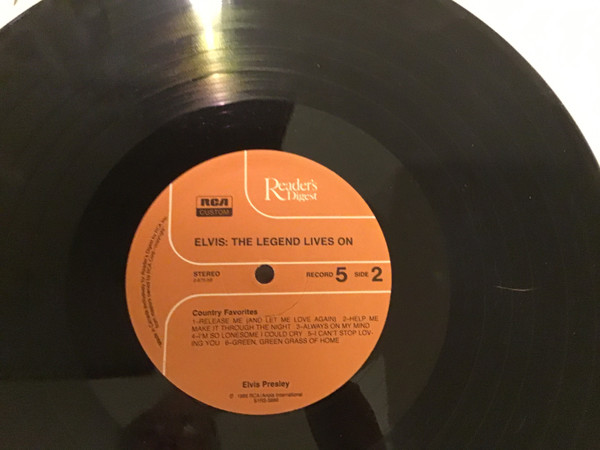 Reader's
Digest
RCA
CUSTOM
ELVIS: THE LEGEND LIVES ON
STEREO
RECORD 5 SIDE 2
Country Favorites
1–RELEASE ME (AND LET ME LOVE AGAIN) 2–HELP ME
MAKE IT THROUGH THE NIGHT 3–ALWAYS ON MY MIND
4–I'M SO LONESOME I COULD CRY 5–I CAN'T STOP LOV-
ING YOU 6–GREEN, GREEN GRASS OF HOME
Elvis Presley